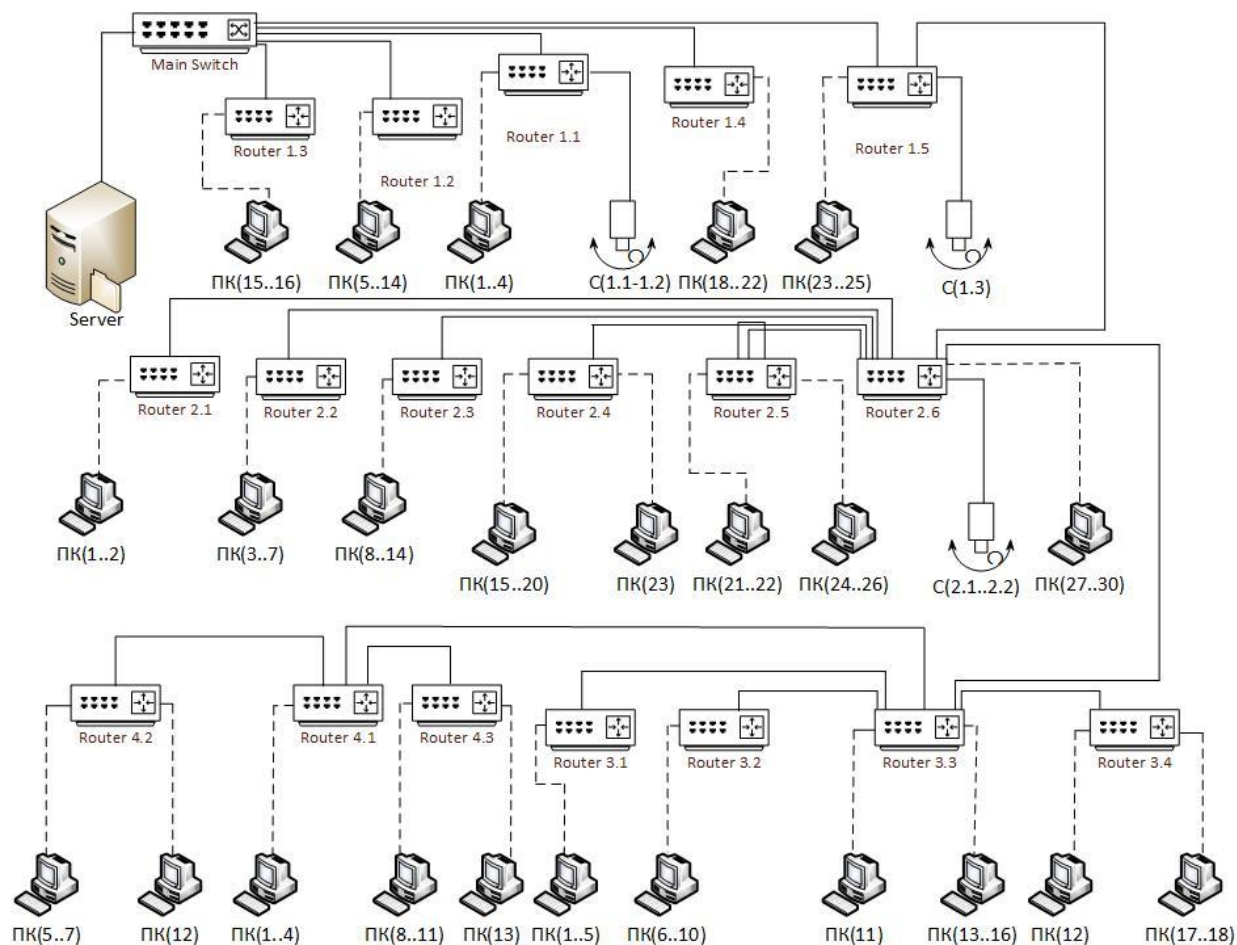 Main Switch
Router 1.3
Router 1.2
Router 1.1
Router 1.4
Router 1.5
Server
ПК(15..16)
ПК(5..14)
ПК(1..4)
С(1.1-1.2)
ПК(18..22)
ПК(23..25)
С(1.3)
Router 2.1
Router 2.2
Router 2.3
Router 2.4
Router 2.5
Router 2.6
ПК(1..2)
ПК(3..7)
ПК(8..14)
ПК(15..20)
ПК(23)
ПК(21..22)
ПК(24..26)
С(2.1..2.2)
ПК(27..30)
Router 4.2
Router 4.1
Router 4.3
Router 3.1
Router 3.2
Router 3.3
Router 3.4
ПК(5..7)
ПК(12)
ПК(1..4)
ПК(8..11)
ПК(13)
ПК(1..5)
ПК(6..10)
ПК(11)
ПК(13..16)
ПК(12)
ПК(17..18)